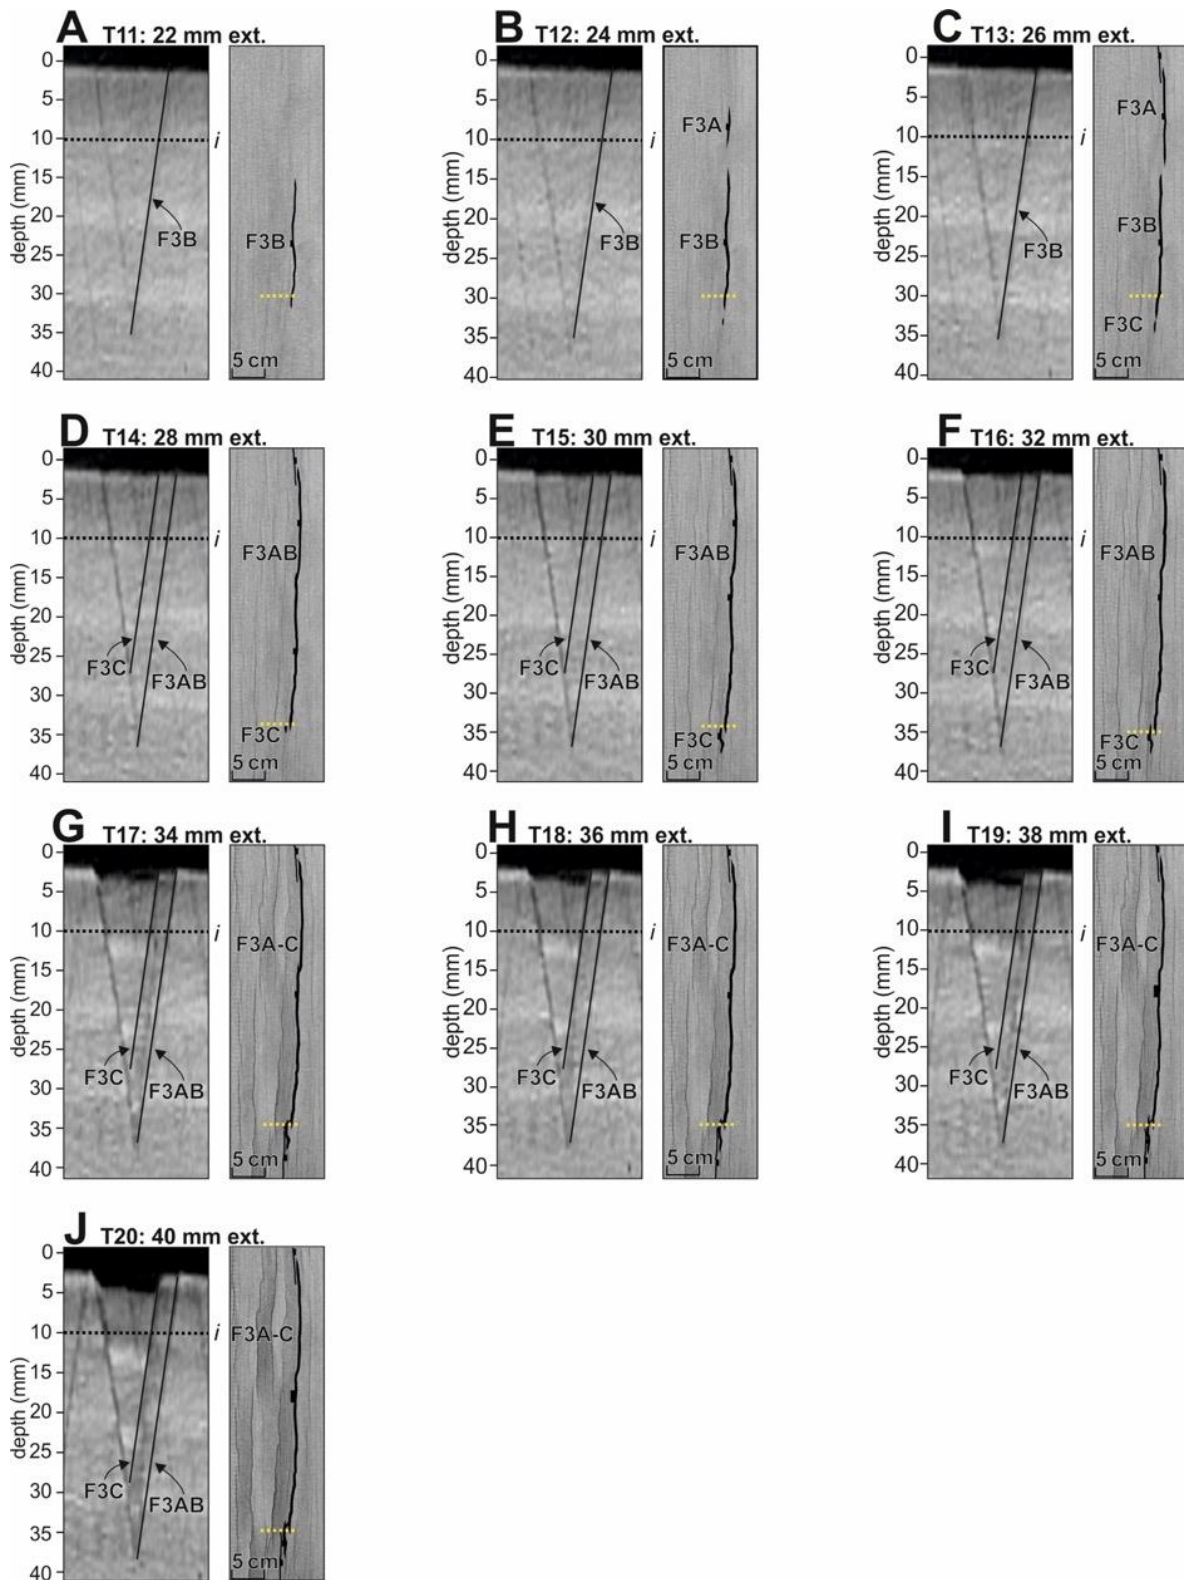 A T11: 22 mm ext.
0
5
10
15
20
25
30
35
40
depth (mm)
i
F3B
F3B
5 cm
B T12: 24 mm ext.
0
5
10
15
20
25
30
35
40
depth (mm)
i
F3B
F3A
F3B
5 cm
C T13: 26 mm ext.
0
5
10
15
20
25
30
35
40
depth (mm)
i
F3B
F3A
F3B
F3C
5 cm
D T14: 28 mm ext.
0
5
10
15
20
25
30
35
40
depth (mm)
i
F3C
F3AB
F3AB
F3C
5 cm
E T15: 30 mm ext.
0
5
10
15
20
25
30
35
40
depth (mm)
i
F3C
F3AB
F3AB
F3C
5 cm
F T16: 32 mm ext.
0
5
10
15
20
25
30
35
40
depth (mm)
i
F3C
F3AB
F3AB
F3C
5 cm
G T17: 34 mm ext.
0
5
10
15
20
25
30
35
40
depth (mm)
i
F3C
F3AB
F3A-C
5 cm
H T18: 36 mm ext.
0
5
10
15
20
25
30
35
40
depth (mm)
i
F3C
F3AB
F3A-C
5 cm
I T19: 38 mm ext.
0
5
10
15
20
25
30
35
40
depth (mm)
i
F3C
F3AB
F3A-C
5 cm
J T20: 40 mm ext.
0
5
10
15
20
25
30
35
40
depth (mm)
i
F3C
F3AB
F3A-C
5 cm